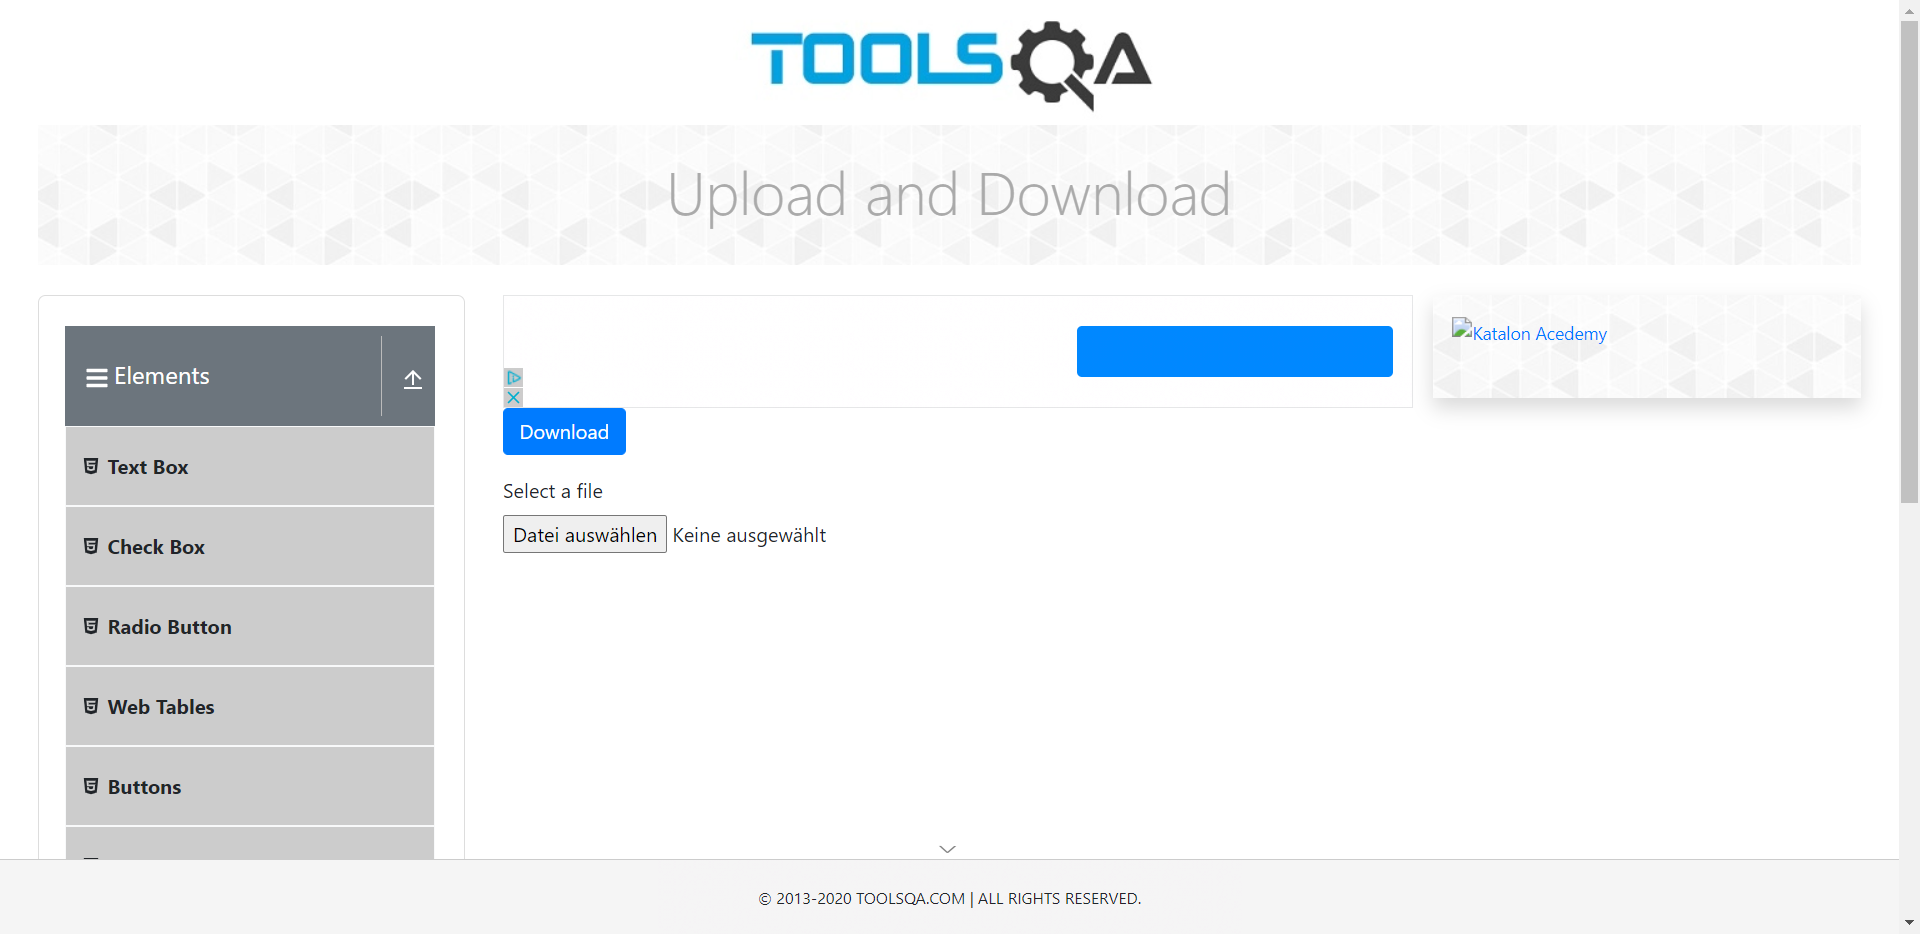 TOOLSQA
Upload and Download
Elements
Text Box
Check Box
Radio Button
Web Tables
Buttons
Download
Select a file
Datei auswählen Keine ausgewählt
Katalon Acedemy
© 2013-2020 TOOLSQA.COM | ALL RIGHTS RESERVED.